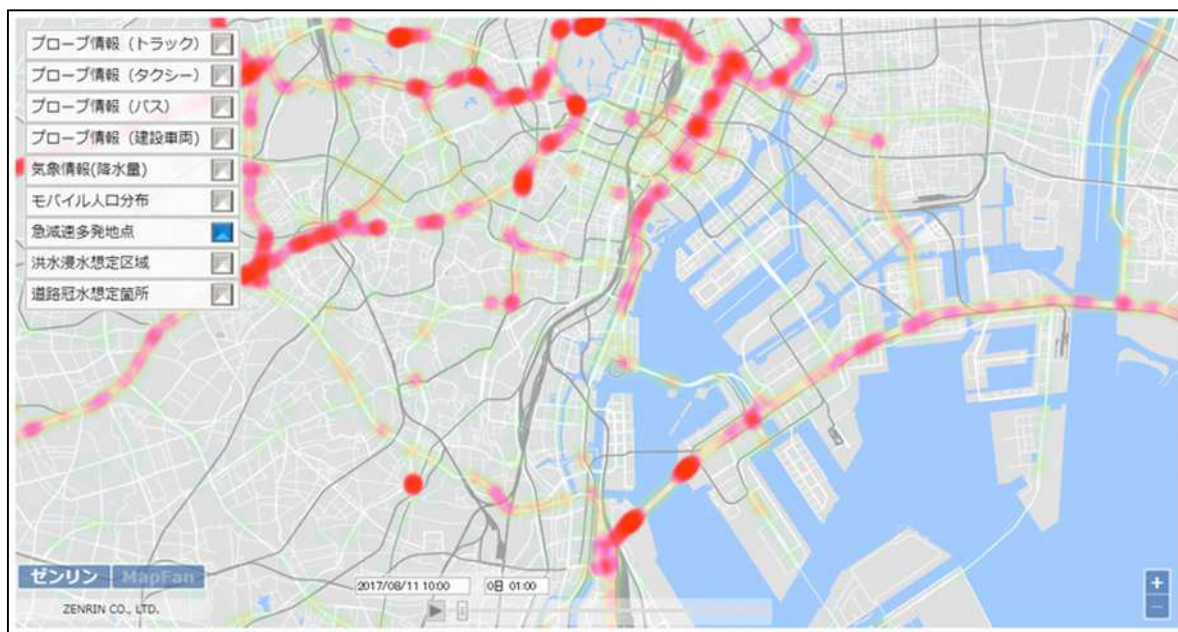 プローブ情報（トラック）
プローブ情報（タクシー）
プローブ情報（バス）
プローブ情報（建設車両）
気象情報(降水量)
モバイル人口分布
急減速多発地点
洪水浸水想定区域
道路冠水想定箇所
ゼンリン MapFan
2017/08/11 10:00 0日 01:00
ZENRIN CO., LTD.
+
−